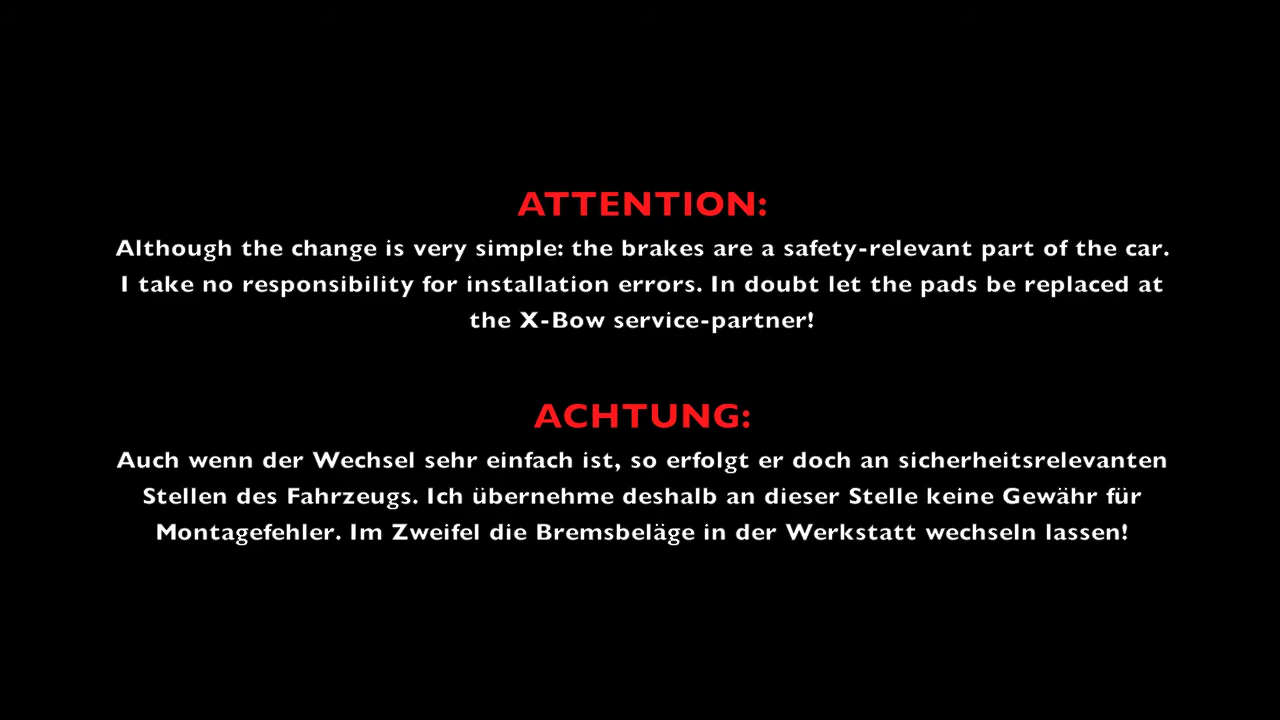 ATTENTION:
Although the change is very simple: the brakes are a safety-relevant part of the car.
I take no responsibility for installation errors. In doubt let the pads be replaced at
the X-Bow service-partner!
ACHTUNG:
Auch wenn der Wechsel sehr einfach ist, so erfolgt er doch an sicherheitsrelevanten
Stellen des Fahrzeugs. Ich übernehme deshalb an dieser Stelle keine Gewähr für
Montagefehler. Im Zweifel die Bremsbeläge in der Werkstatt wechseln lassen!